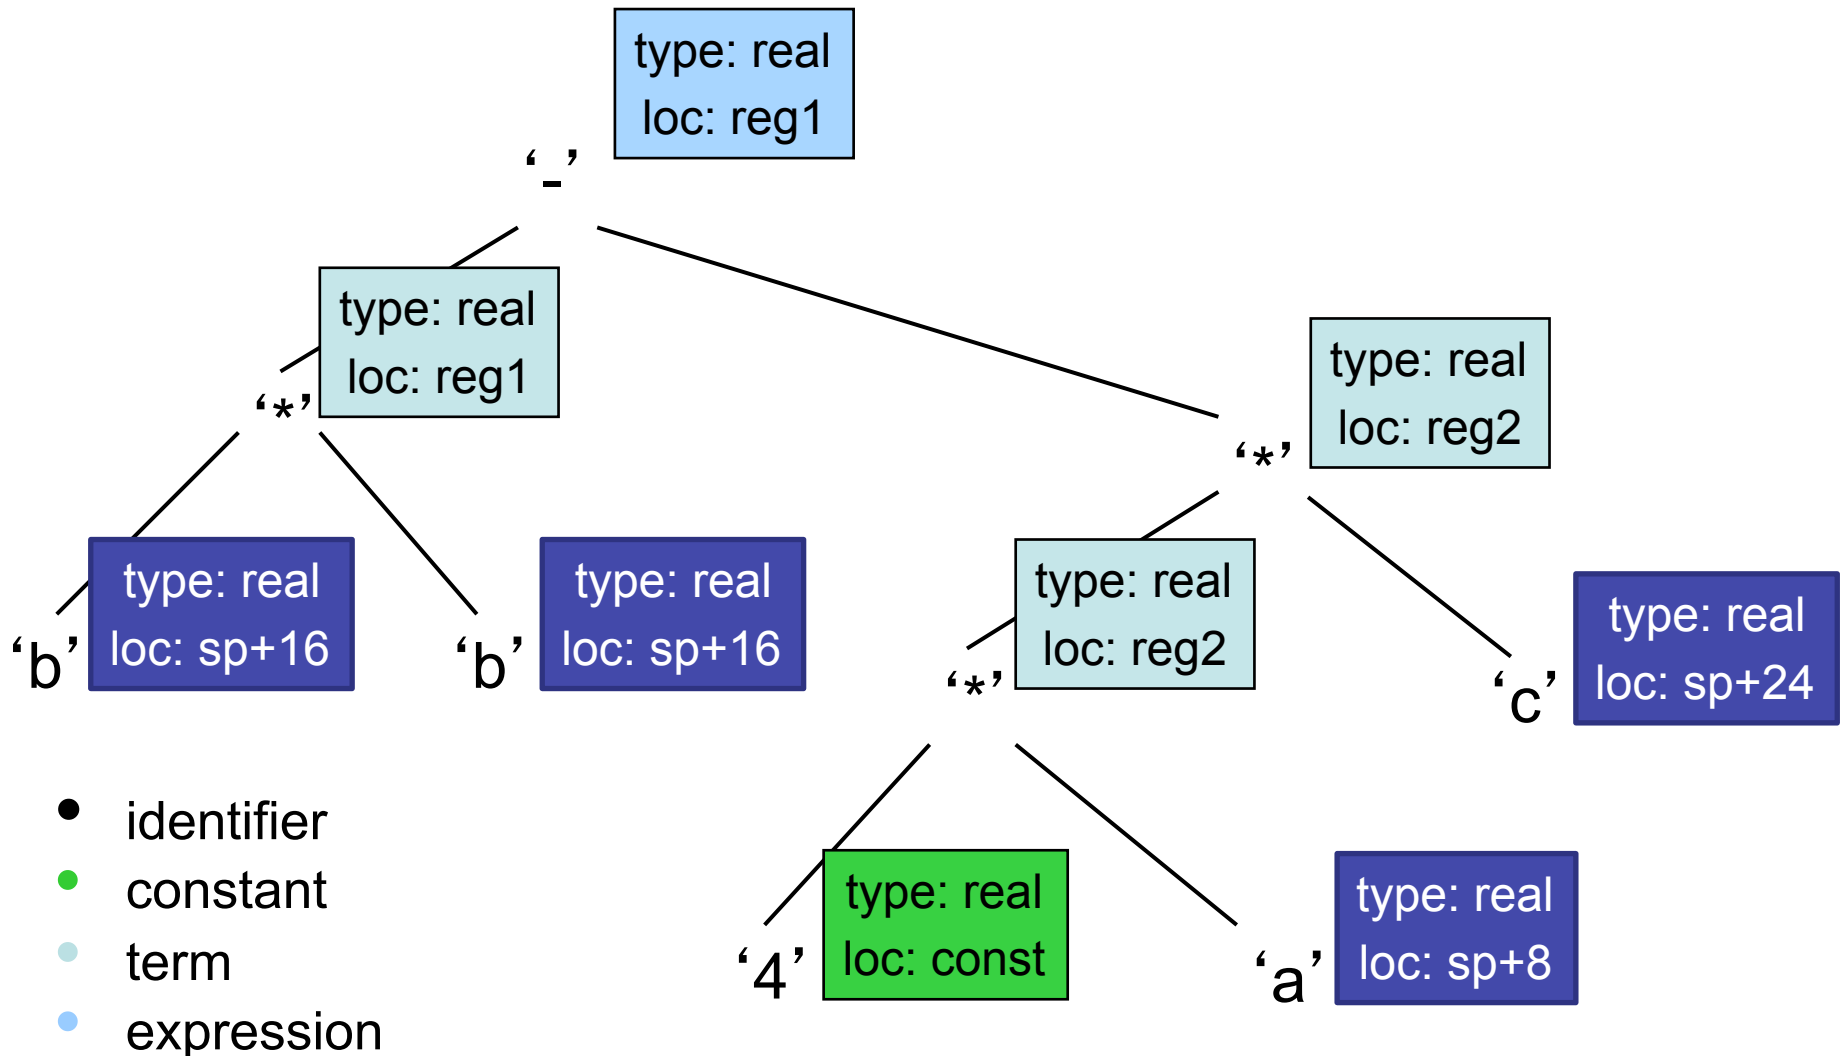 type: real
loc: reg1
‘-’
type: real
loc: reg1
‘*’
type: real
loc: reg2
‘*’
type: real
loc: sp+16
‘b’
type: real
loc: sp+16
‘b’
type: real
loc: reg2
‘*’
type: real
loc: sp+24
‘c’
type: real
loc: const
‘4’
type: real
loc: sp+8
‘a’
• identifier
• constant
• term
• expression